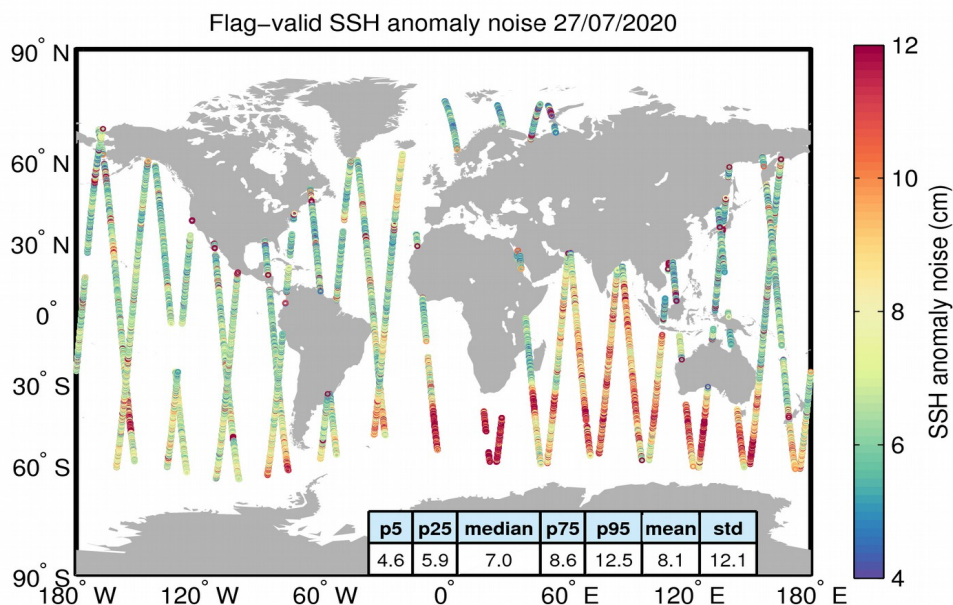 Flag−valid SSH anomaly noise 27/07/2020
90° N
60° N
30° N
0°
30° S
60° S
90° S
180° W
120° W
60° W
0°
60° E
120° E
180° E
p5 p25 median p75 p95 mean std
4.6 5.9 7.0 8.6 12.5 8.1 12.1
12
10
8
6
4
SSH anomaly noise (cm)